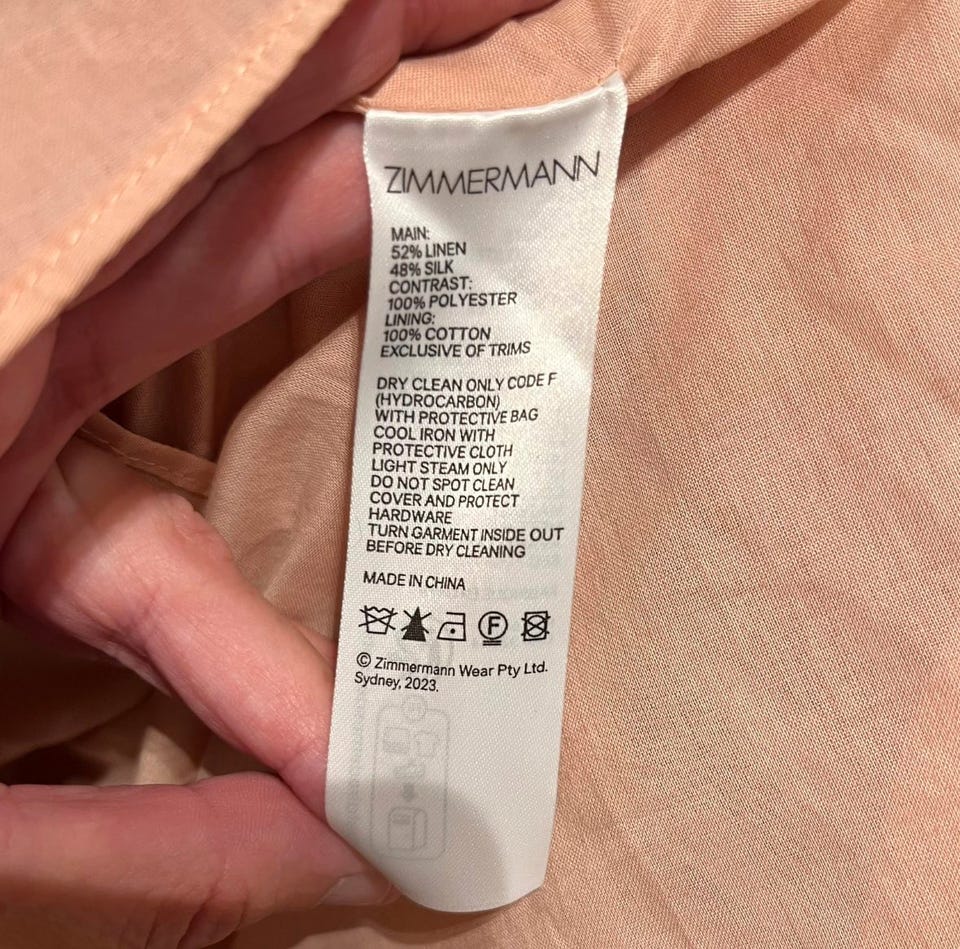 ZIMMERMANN
MAIN:
52% LINEN
48% SILK
CONTRAST:
100% POLYESTER
LINING:
100% COTTON
EXCLUSIVE OF TRIMS
DRY CLEAN ONLY CODE F
(HYDROCARBON)
WITH PROTECTIVE BAG
COOL IRON WITH
PROTECTIVE CLOTH
LIGHT STEAM ONLY
DO NOT SPOT CLEAN
COVER AND PROTECT
HARDWARE
TURN GARMENT INSIDE OUT
BEFORE DRY CLEANING
MADE IN CHINA
F
© Zimmermann Wear Pty Ltd.
Sydney, 2023.